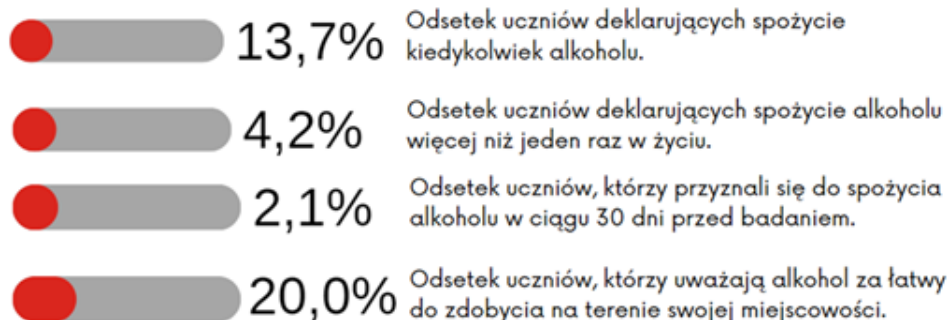 13,7%
Odsetek uczniów deklarujących spożycie
kiedykolwiek alkoholu.
4,2%
Odsetek uczniów deklarujących spożycie alkoholu
więcej niż jeden raz w życiu.
2,1%
Odsetek uczniów, którzy przyznali się do spożycia
alkoholu w ciągu 30 dni przed badaniem.
20,0%
Odsetek uczniów, którzy uważają alkohol za łatwy
do zdobycia na terenie swojej miejscowości.